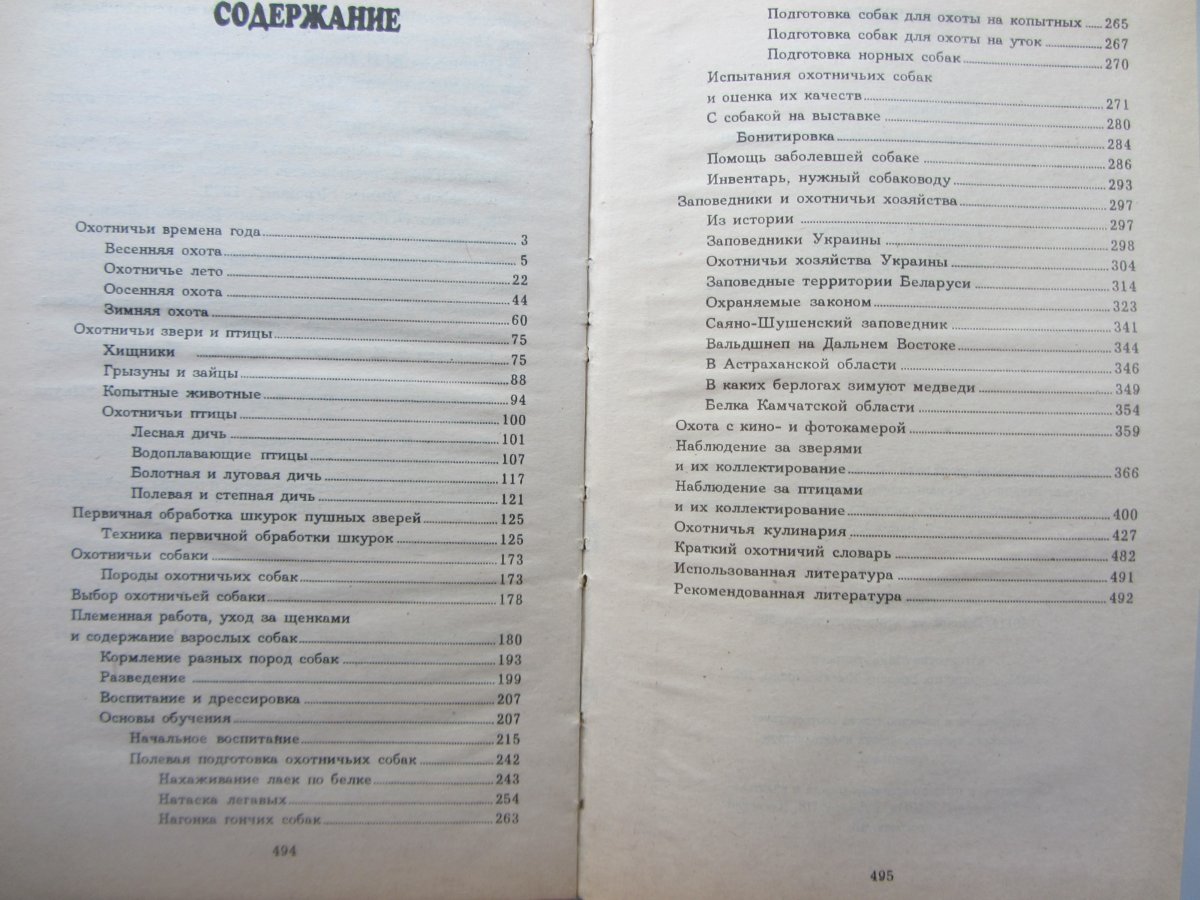 СОДЕРЖАНИЕ
Охотничьи времена года 3
Весенняя охота 5
Охотничье лето 22
Оосенняя охота 44
Зимняя охота 60
Охотничьи звери и птицы 75
Хищники 75
Грызуны и зайцы 88
Копытные животные 94
Охотничьи птицы 100
Лесная дичь 101
Водоплавающие птицы 107
Болотная и луговая дичь 117
Полевая и степная дичь 121
Первичная обработка шкурок пушных зверей 125
Техника первичной обработки шкурок 125
Охотничьи собаки 173
Породы охотничьих собак 173
Выбор охотничьей собаки 178
Племенная работа, уход за щенками
и содержание взрослых собак 180
Кормление разных пород собак 193
Разведение 199
Воспитание и дрессировка 207
Основы обучения 207
Начальное воспитание 215
Полевая подготовка охотничьих собак 242
Нахаживание лаек по белке 243
Натаска легавых 254
Нагонка гончих собак 263
494
Подготовка собак для охоты на копытных 265
Подготовка собак для охоты на уток 267
Подготовка норных собак 270
Испытания охотничьих собак
и оценка их качеств 271
С собакой на выставке 280
Бонитировка 284
Помощь заболевшей собаке 286
Инвентарь, нужный собаководу 293
Заповедники и охотничьи хозяйства 297
Из истории 297
Заповедники Украины 298
Охотничьи хозяйства Украины 304
Заповедные территории Беларуси 314
Охраняемые законом 323
Саяно-Шушенский заповедник 341
Вальдшнеп на Дальнем Востоке 344
В Астраханской области 346
В каких берлогах зимуют медведи 349
Белка Камчатской области 354
Охота с кино- и фотокамерой 359
Наблюдение за зверями
и их коллектирование 366
Наблюдение за птицами
и их коллектирование 400
Охотничья кулинария 427
Краткий охотничий словарь 482
Использованная литература 491
Рекомендованная литература 492
495